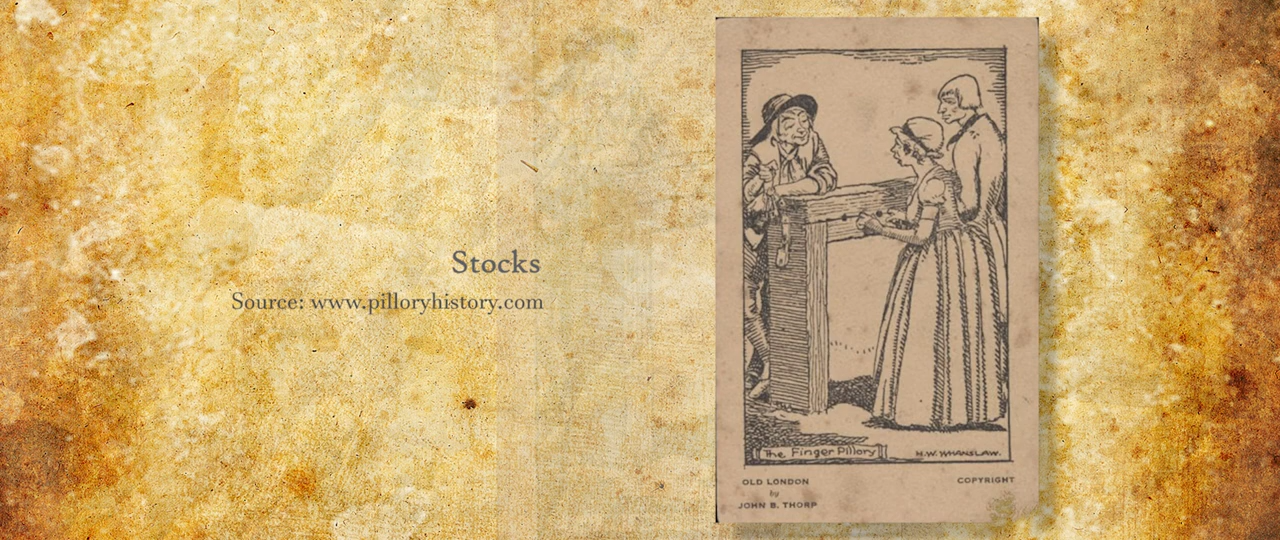 Stocks
Source: www.pilloryhistory.com
The Finger Pillory
H.W. WHANSLAW.
OLD LONDON
by
JOHN B. THORP
COPYRIGHT